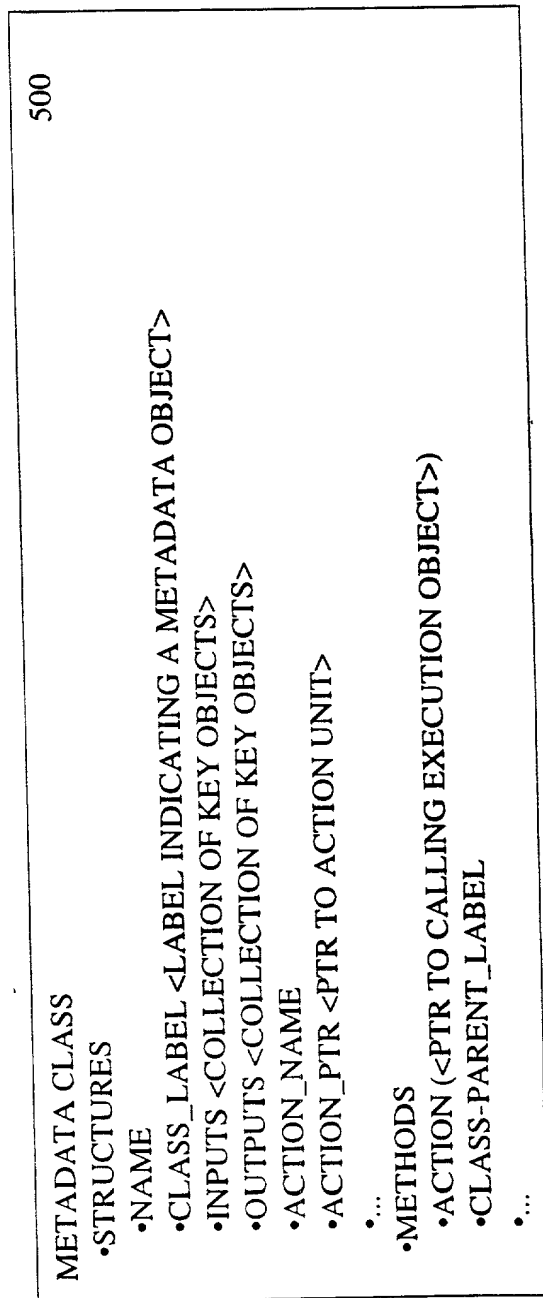 500
METADATA CLASS
•STRUCTURES
•NAME
•CLASS_LABEL <LABEL INDICATING A METADATA OBJECT>
•INPUTS <COLLECTION OF KEY OBJECTS>
•OUTPUTS <COLLECTION OF KEY OBJECTS>
•ACTION_NAME
•ACTION_PTR <PTR TO ACTION UNIT>
•...
•METHODS
•ACTION (<PTR TO CALLING EXECUTION OBJECT>)
•CLASS-PARENT_LABEL
•...